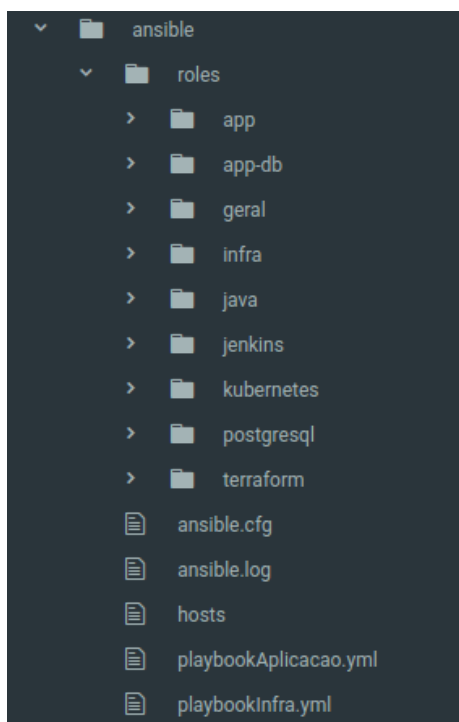 ansible
roles
app
app-db
geral
infra
java
jenkins
kubernetes
postgresql
terraform
ansible.cfg
ansible.log
hosts
playbookAplicacao.yml
playbookInfra.yml